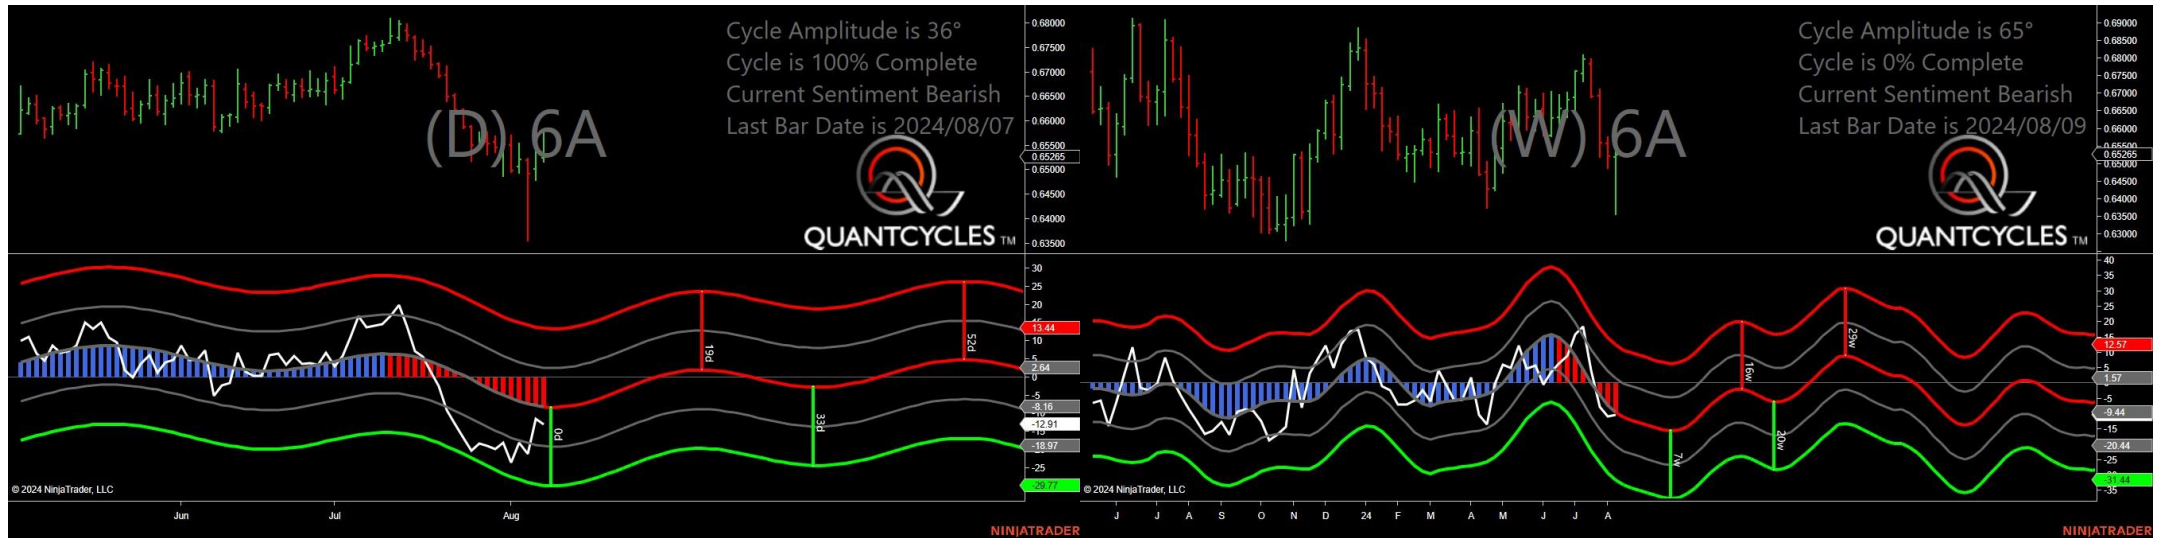 Cycle Amplitude is 36°
Cycle is 100% Complete
Current Sentiment Bearish
Last Bar Date is 2024/08/07
(D) 6A
QUANTCYCLES TM
0.68000
0.67500
0.67000
0.66500
0.66000
0.65500
0.65265
0.64500
0.64000
0.63500
30
25
20
13.44
10
5
2.64
0
-5
-8.16
-12.91
-15
-18.97
-25
-29.77
0d
19d
33d
52d
© 2024 NinjaTrader, LLC
Jun
Jul
Aug
NINJATRADER
Cycle Amplitude is 65°
Cycle is 0% Complete
Current Sentiment Bearish
Last Bar Date is 2024/08/09
(W) 6A
QUANTCYCLES TM
0.69000
0.68500
0.68000
0.67500
0.67000
0.66500
0.66000
0.65500
0.65265
0.65000
0.64500
0.64000
0.63500
0.63000
40
35
30
25
20
12.57
10
5
1.57
-5
-9.44
-15
-20.44
-25
-31.44
-35
7w
16w
20w
29w
© 2024 NinjaTrader, LLC
J J A S O N D 24 F M A M J J A
NINJATRADER